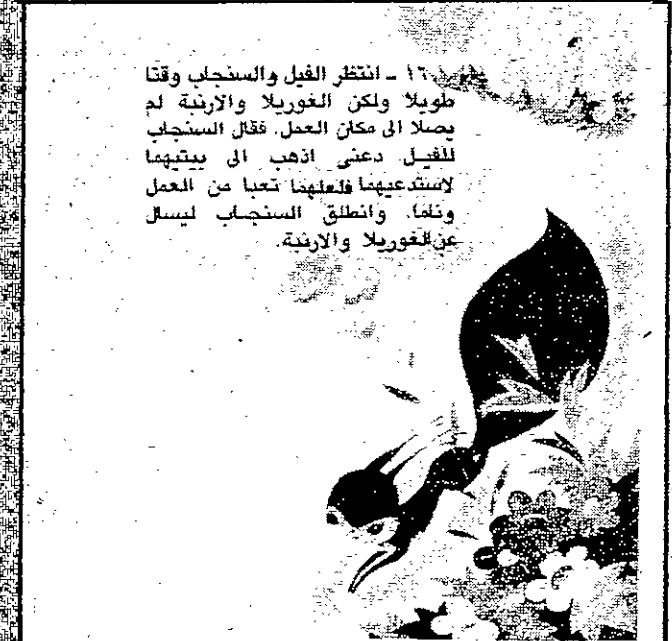 ١٦ - انتظر الفيل والسنجاب وقتا
طويلا ولكن الغوريلا والارنبة لم
يصلا الى مكان العمل. فقال السنجاب
للفيل دعني اذهب الى بيتيهما
لاستدعيهما فلعلهما تعبا من العمل
وناما. وانطلق السنجاب ليسال
عن الغوريلا والارنبة.